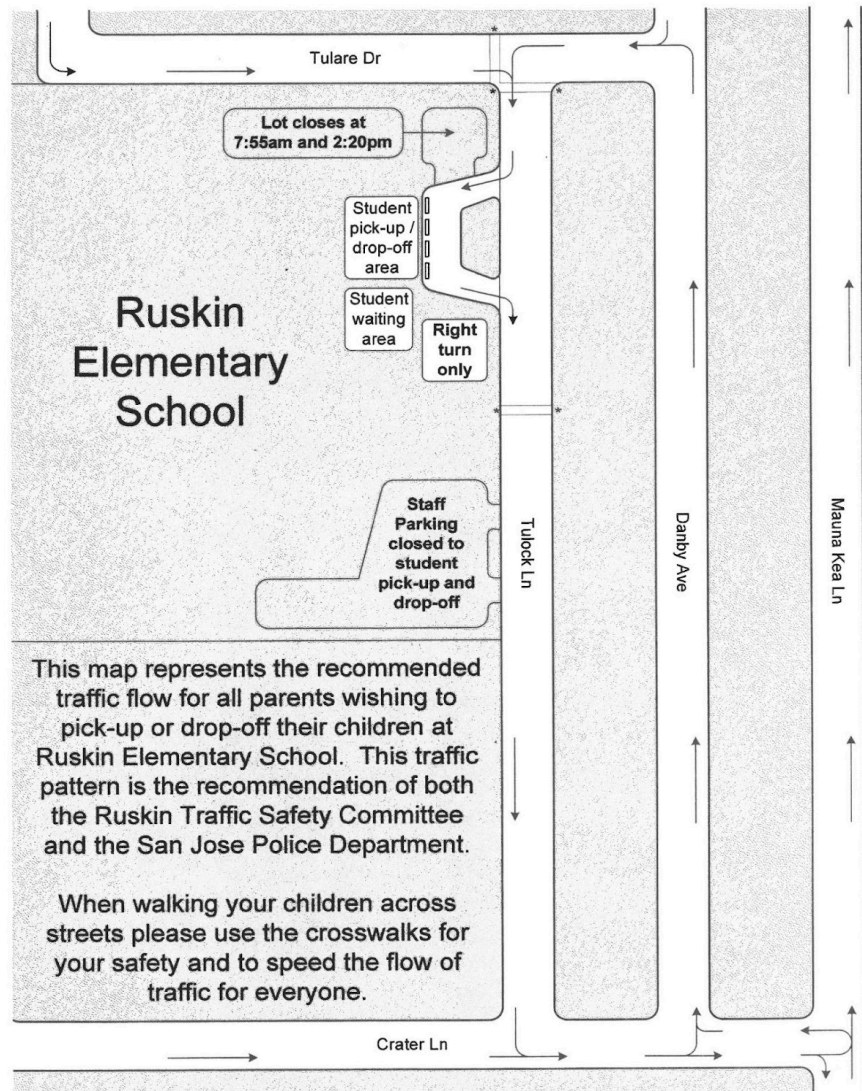 Tulare Dr
Lot closes at
7:55am and 2:20pm
Student
pick-up /
drop-off
area
Student
waiting
area
Right
turn
only
Ruskin
Elementary
School
Staff
Parking
closed to
student
pick-up and
drop-off
Tulock Ln
Danby Ave
Mauna Kea Ln
This map represents the recommended
traffic flow for all parents wishing to
pick-up or drop-off their children at
Ruskin Elementary School. This traffic
pattern is the recommendation of both
the Ruskin Traffic Safety Committee
and the San Jose Police Department.
When walking your children across
streets please use the crosswalks for
your safety and to speed the flow of
traffic for everyone.
Crater Ln